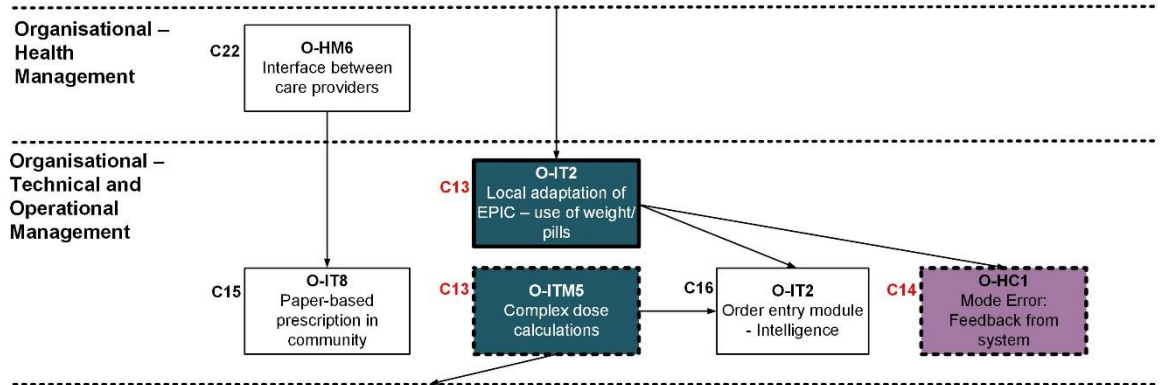 Organisational –
Health
Management
C22
O-HM6
Interface between
care providers
Organisational –
Technical and
Operational
Management
C13
O-IT2
Local adaptation of
EPIC – use of weight/
pills
C15
O-IT8
Paper-based
prescription in
community
C13
O-ITM5
Complex dose
calculations
C16
O-IT2
Order entry module
- Intelligence
C14
O-HC1
Mode Error:
Feedback from
system